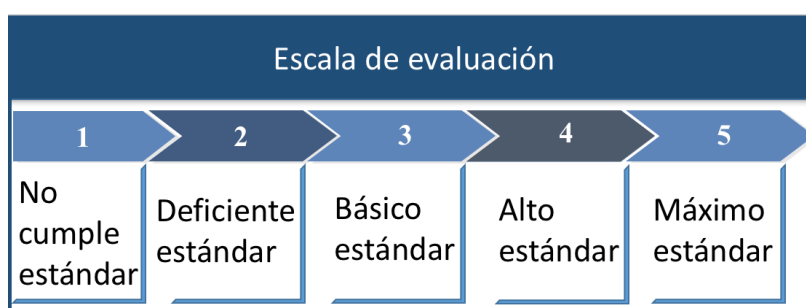 Escala de evaluación
1 2 3 4 5
No
cumple
estándar
Deficiente
estándar
Básico
estándar
Alto
estándar
Máximo
estándar